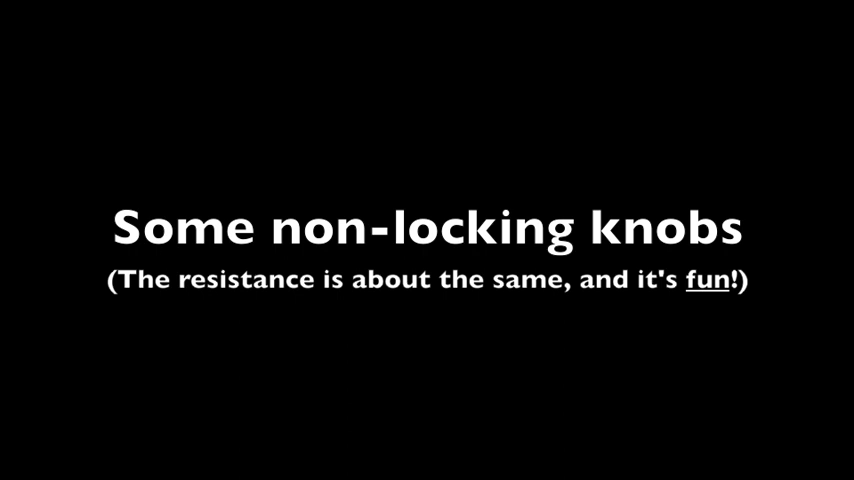 Some non-locking knobs
(The resistance is about the same, and it's fun!)